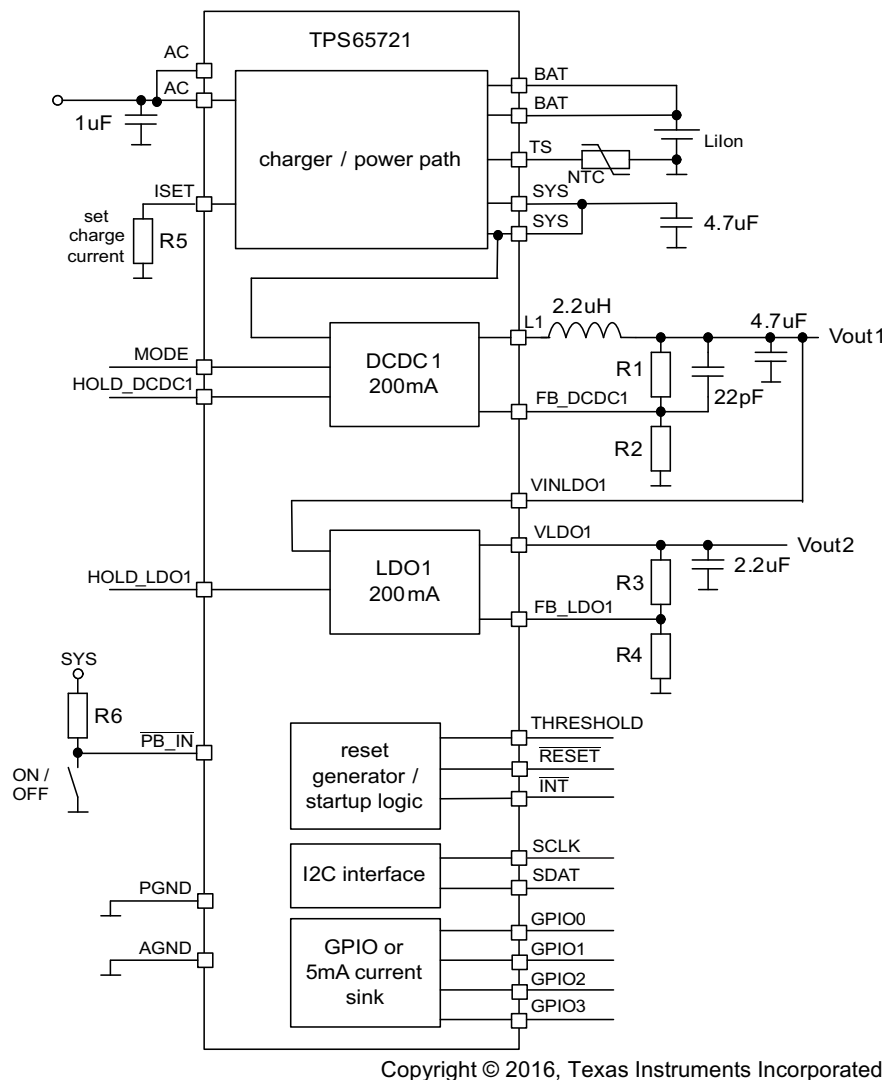 TPS65721
AC
AC
1uF
charger / power path
BAT
BAT
LiIon
TS
NTC
ISET
SYS
SYS
4.7uF
set
charge
current
R5
L1
2.2uH
4.7uF
Vout1
MODE
HOLD_DCDC1
DCDC1
200mA
R1
22pF
FB_DCDC1
R2
VINLDO1
VLDO1
Vout2
HOLD_LDO1
LDO1
200mA
R3
2.2uF
FB_LDO1
R4
SYS
R6
PB_IN
ON /
OFF
reset
generator /
startup logic
THRESHOLD
RESET
INT
I2C interface
SCLK
SDAT
PGND
AGND
GPIO or
5mA current
sink
GPIO0
GPIO1
GPIO2
GPIO3
Copyright © 2016, Texas Instruments Incorporated